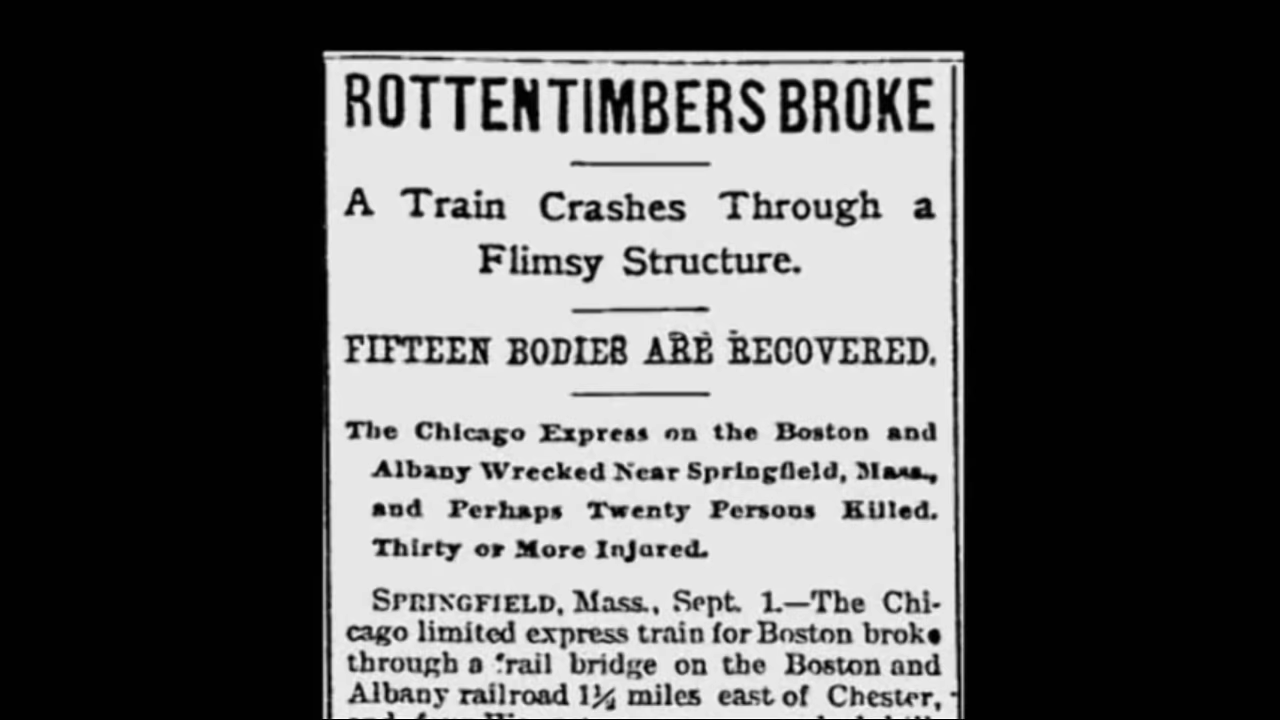 ROTTEN TIMBERS BROKE
A Train Crashes Through a
Flimsy Structure.
FIFTEEN BODIES ARE RECOVERED.
The Chicago Express on the Boston and
Albany Wrecked Near Springfield, Mass.,
and Perhaps Twenty Persons Killed.
Thirty or More Injured.
SPRINGFIELD, Mass., Sept. 1.—The Chi-
cago limited express train for Boston broke
through a frail bridge on the Boston and
Albany railroad 1½ miles east of Chester,